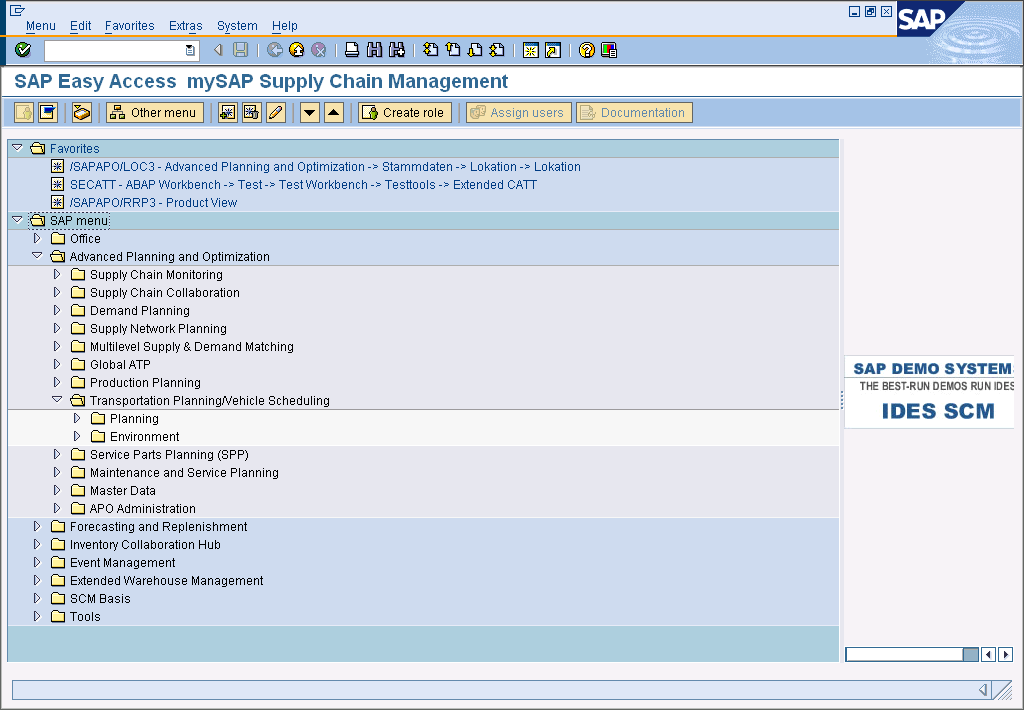 Menu Edit Favorites Extras System Help
SAP
SAP Easy Access mySAP Supply Chain Management
Other menu Create role Assign users Documentation
Favorites
/SAPAPO/LOC3 - Advanced Planning and Optimization -> Stammdaten -> Lokation -> Lokation
SECATT - ABAP Workbench -> Test -> Test Workbench -> Testtools -> Extended CATT
/SAPAPO/RRP3 - Product View
SAP menu
Office
Advanced Planning and Optimization
Supply Chain Monitoring
Supply Chain Collaboration
Demand Planning
Supply Network Planning
Multilevel Supply & Demand Matching
Global ATP
Production Planning
Transportation Planning/Vehicle Scheduling
Planning
Environment
Service Parts Planning (SPP)
Maintenance and Service Planning
Master Data
APO Administration
Forecasting and Replenishment
Inventory Collaboration Hub
Event Management
Extended Warehouse Management
SCM Basis
Tools
SAP DEMO SYSTEM
THE BEST-RUN DEMOS RUN IDES
IDES SCM